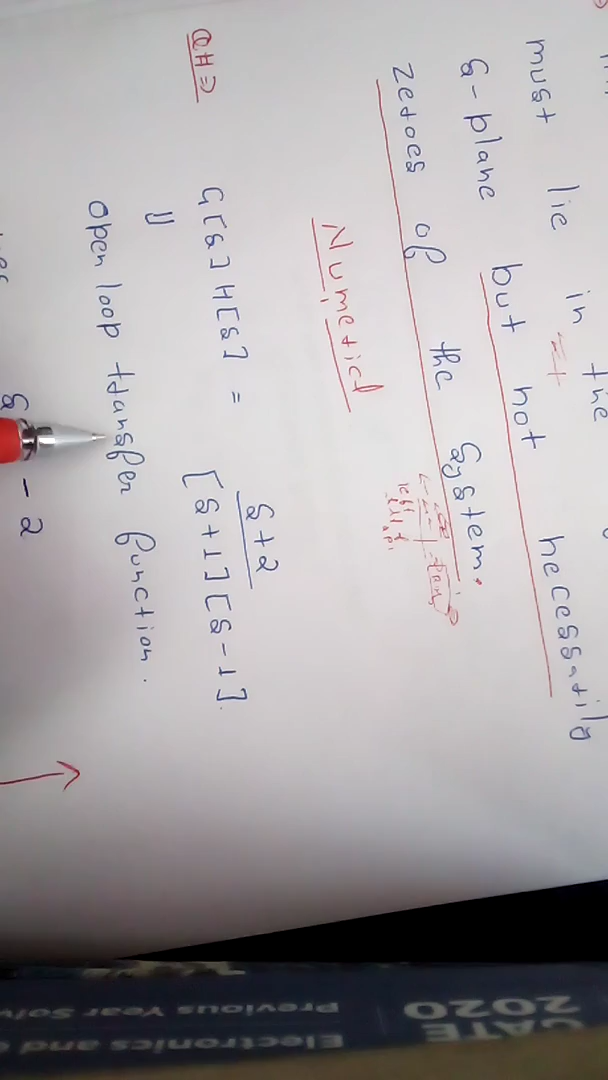 must lie in the
s-plane but not necessarily
zeroes of the system.
Numerical
QH⇒
G[s] H[s] = s+2
[s+1][s-1].
⇓
open loop transfer function.
s - 2
GATE
2020
Previous Year Solv
Electronics and